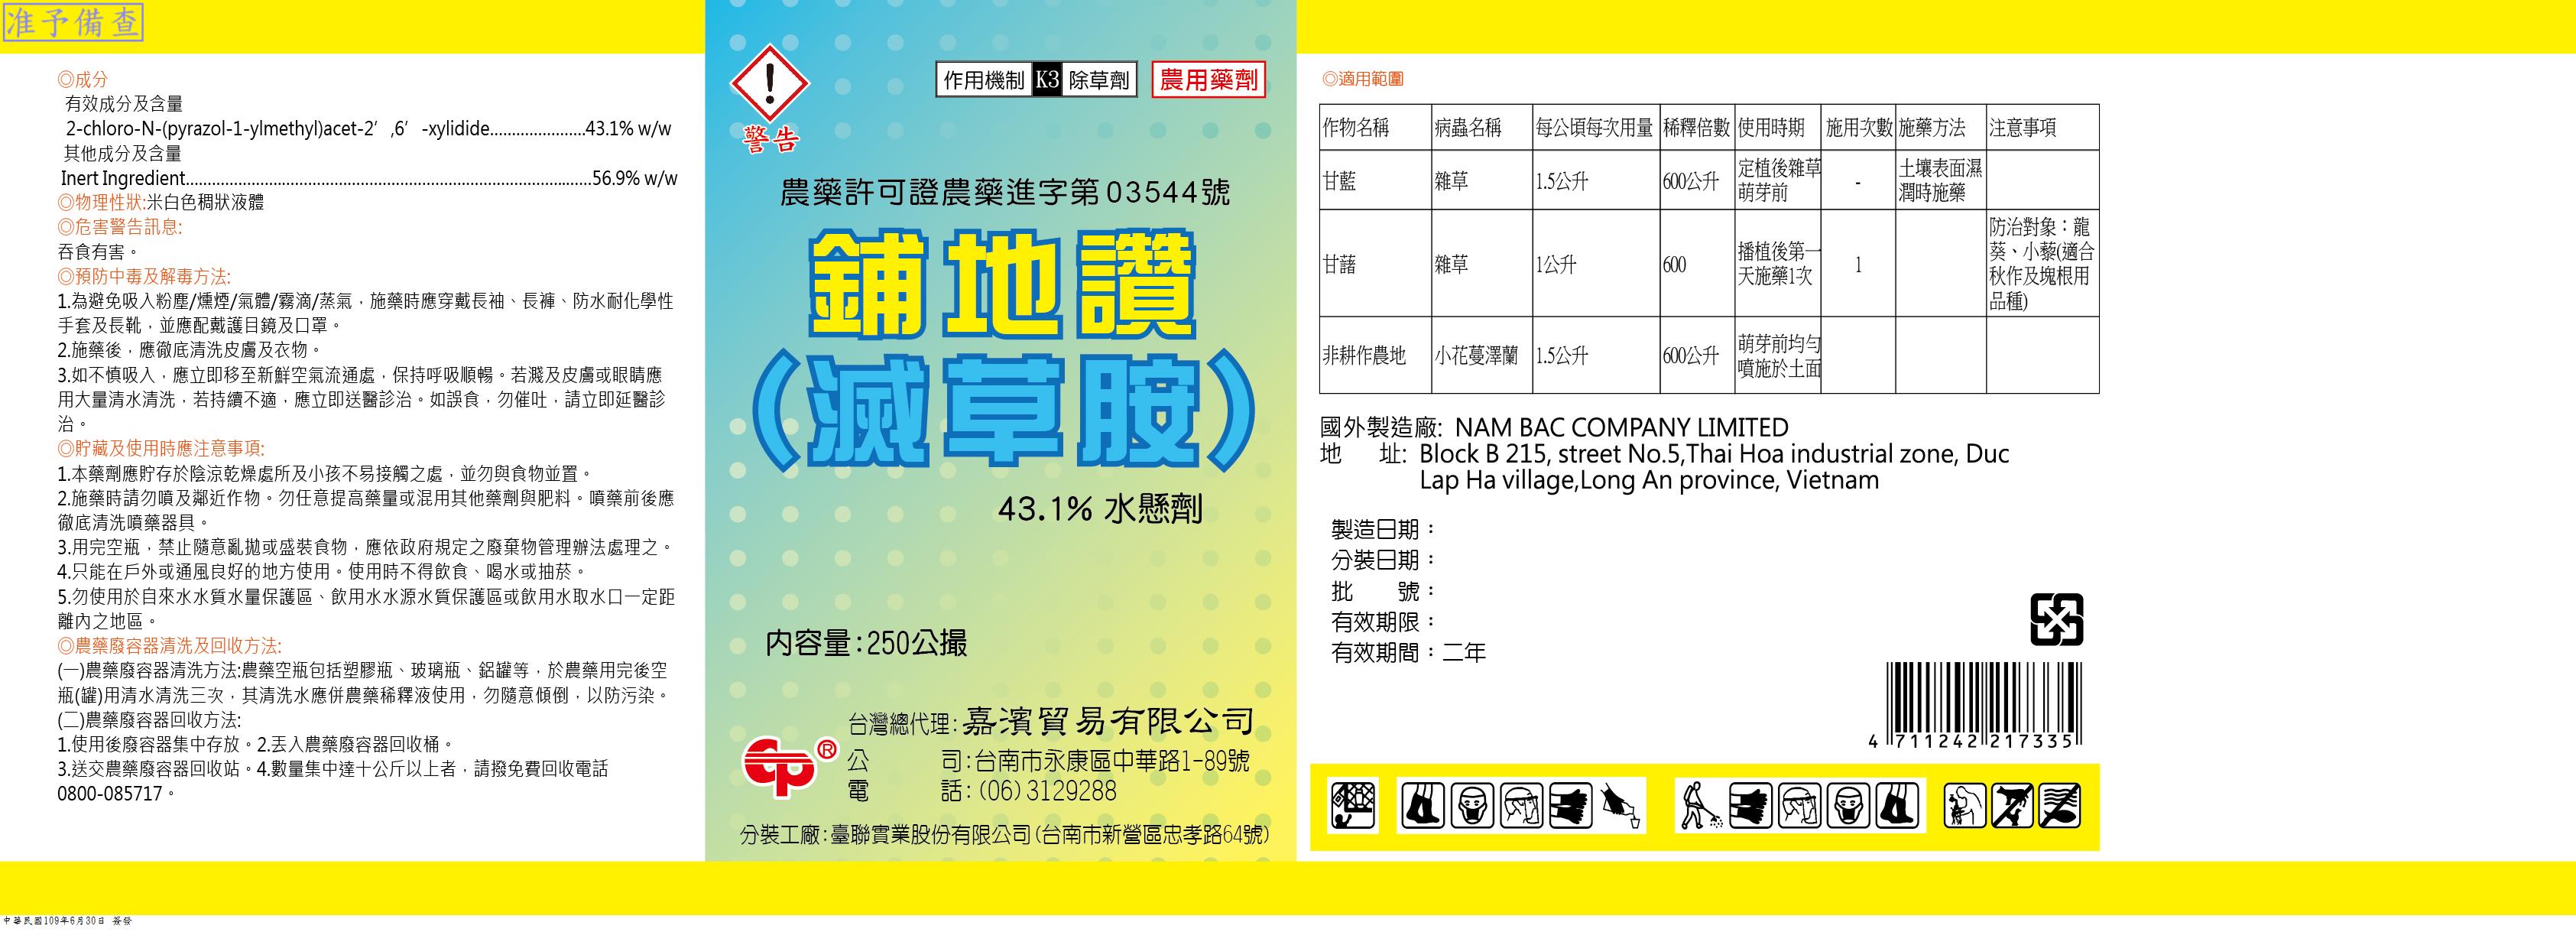 准予備查
◎成分
有效成分及含量
2-chloro-N-(pyrazol-1-ylmethyl)acet-2’,6’-xylidide......................43.1% w/w
其他成分及含量
Inert Ingredient............................................................................................56.9% w/w
◎物理性狀:米白色稠狀液體
◎危害警告訊息:
吞食有害。
◎預防中毒及解毒方法:
1.為避免吸入粉塵/燻煙/氣體/霧滴/蒸氣，施藥時應穿戴長袖、長褲、防水耐化學性
手套及長靴，並應配戴護目鏡及口罩。
2.施藥後，應徹底清洗皮膚及衣物。
3.如不慎吸入，應立即移至新鮮空氣流通處，保持呼吸順暢。若濺及皮膚或眼睛應
用大量清水清洗，若持續不適，應立即送醫診治。如誤食，勿催吐，請立即延醫診
治。
◎貯藏及使用時應注意事項:
1.本藥劑應貯存於陰涼乾燥處所及小孩不易接觸之處，並勿與食物並置。
2.施藥時請勿噴及鄰近作物。勿任意提高藥量或混用其他藥劑與肥料。噴藥前後應
徹底清洗噴藥器具。
3.用完空瓶，禁止隨意亂拋或盛裝食物，應依政府規定之廢棄物管理辦法處理之。
4.只能在戶外或通風良好的地方使用。使用時不得飲食、喝水或抽菸。
5.勿使用於自來水水質水量保護區、飲用水水源水質保護區或飲用水取水口一定距
離內之地區。
◎農藥廢容器清洗及回收方法:
(一)農藥廢容器清洗方法:農藥空瓶包括塑膠瓶、玻璃瓶、鋁罐等，於農藥用完後空
瓶(罐)用清水清洗三次，其清洗水應併農藥稀釋液使用，勿隨意傾倒，以防污染。
(二)農藥廢容器回收方法:
1.使用後廢容器集中存放。2.丟入農藥廢容器回收桶。
3.送交農藥廢容器回收站。4.數量集中達十公斤以上者，請撥免費回收電話
0800-085717。
警告
作用機制 K3 除草劑 農用藥劑
農藥許可證農藥進字第03544號
鋪地讚
(滅草胺)
43.1% 水懸劑
內容量:250公撮
台灣總代理:嘉濱貿易有限公司
cp®
公 司:台南市永康區中華路1-89號
電 話:(06)3129288
分裝工廠:臺聯實業股份有限公司(台南市新營區忠孝路64號)
◎適用範圍
作物名稱 病蟲名稱 每公頃每次用量 稀釋倍數 使用時期 施用次數 施藥方法 注意事項
甘藍 雜草 1.5公升 600公升 定植後雜草
萌芽前 - 土壤表面濕
潤時施藥
甘藷 雜草 1公升 600 播植後第一
天施藥1次 1 防治對象：龍
葵、小藜(適合
秋作及塊根用
品種)
非耕作農地 小花蔓澤蘭 1.5公升 600公升 萌芽前均勻
噴施於土面
國外製造廠: NAM BAC COMPANY LIMITED
地 址: Block B 215, street No.5,Thai Hoa industrial zone, Duc
Lap Ha village,Long An province, Vietnam
製造日期：
分裝日期：
批 號：
有效期限：
有效期間：二年
4 711242 217335
中華民國109年6月30日 簽發